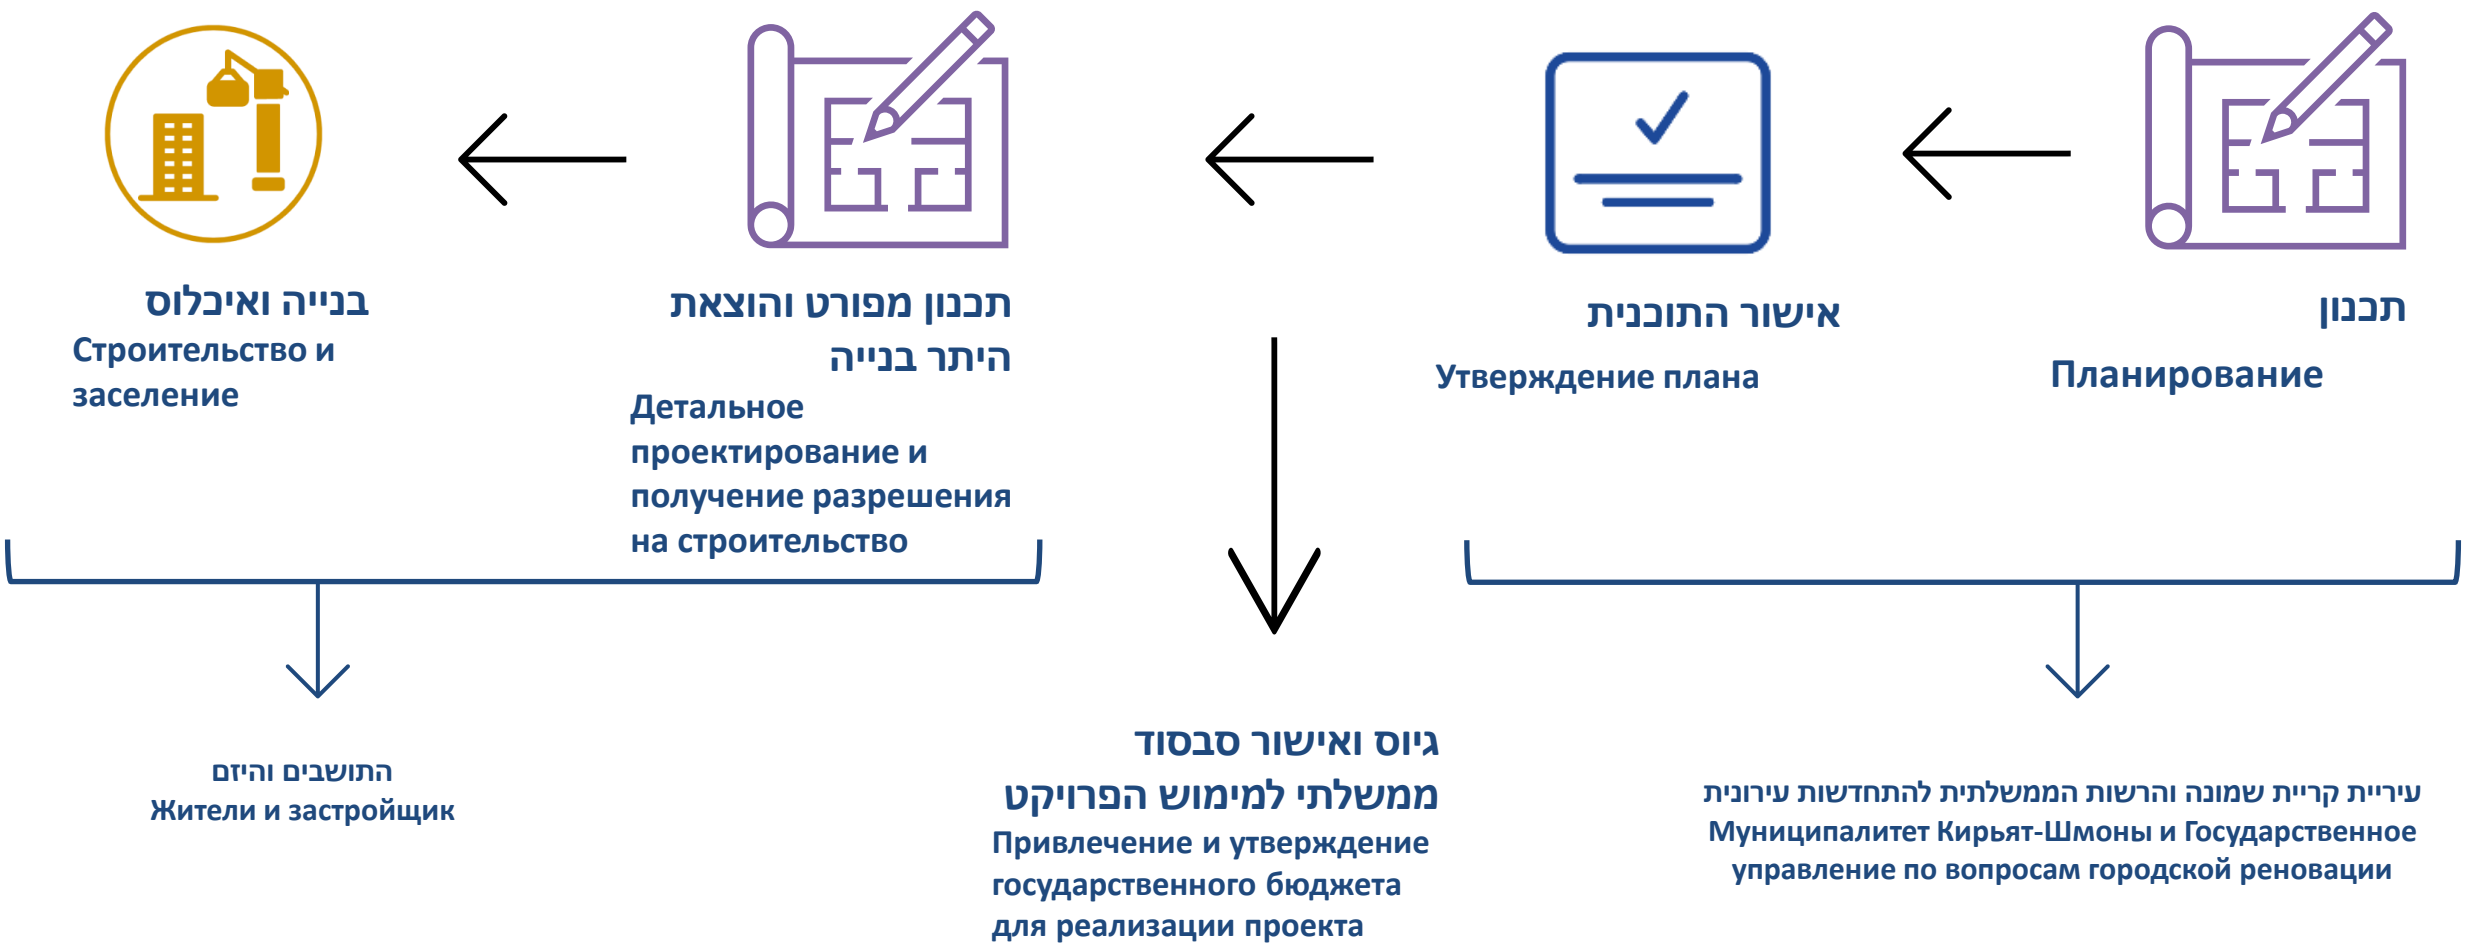 תכנון
Планирование
אישור התוכנית
Утверждение плана
תכנון מפורט והוצאת
היתר בנייה
Детальное
проектирование и
получение разрешения
на строительство
בנייה ואיכלוס
Строительство и
заселение
עיריית קריית שמונה והרשות הממשלתית להתחדשות עירונית
Муниципалитет Кирьят-Шмоны и Государственное
управление по вопросам городской реновации
גיוס ואישור סבסוד
ממשלתי למימוש הפרויקט
Привлечение и утверждение
государственного бюджета
для реализации проекта
התושבים והיזם
Жители и застройщик